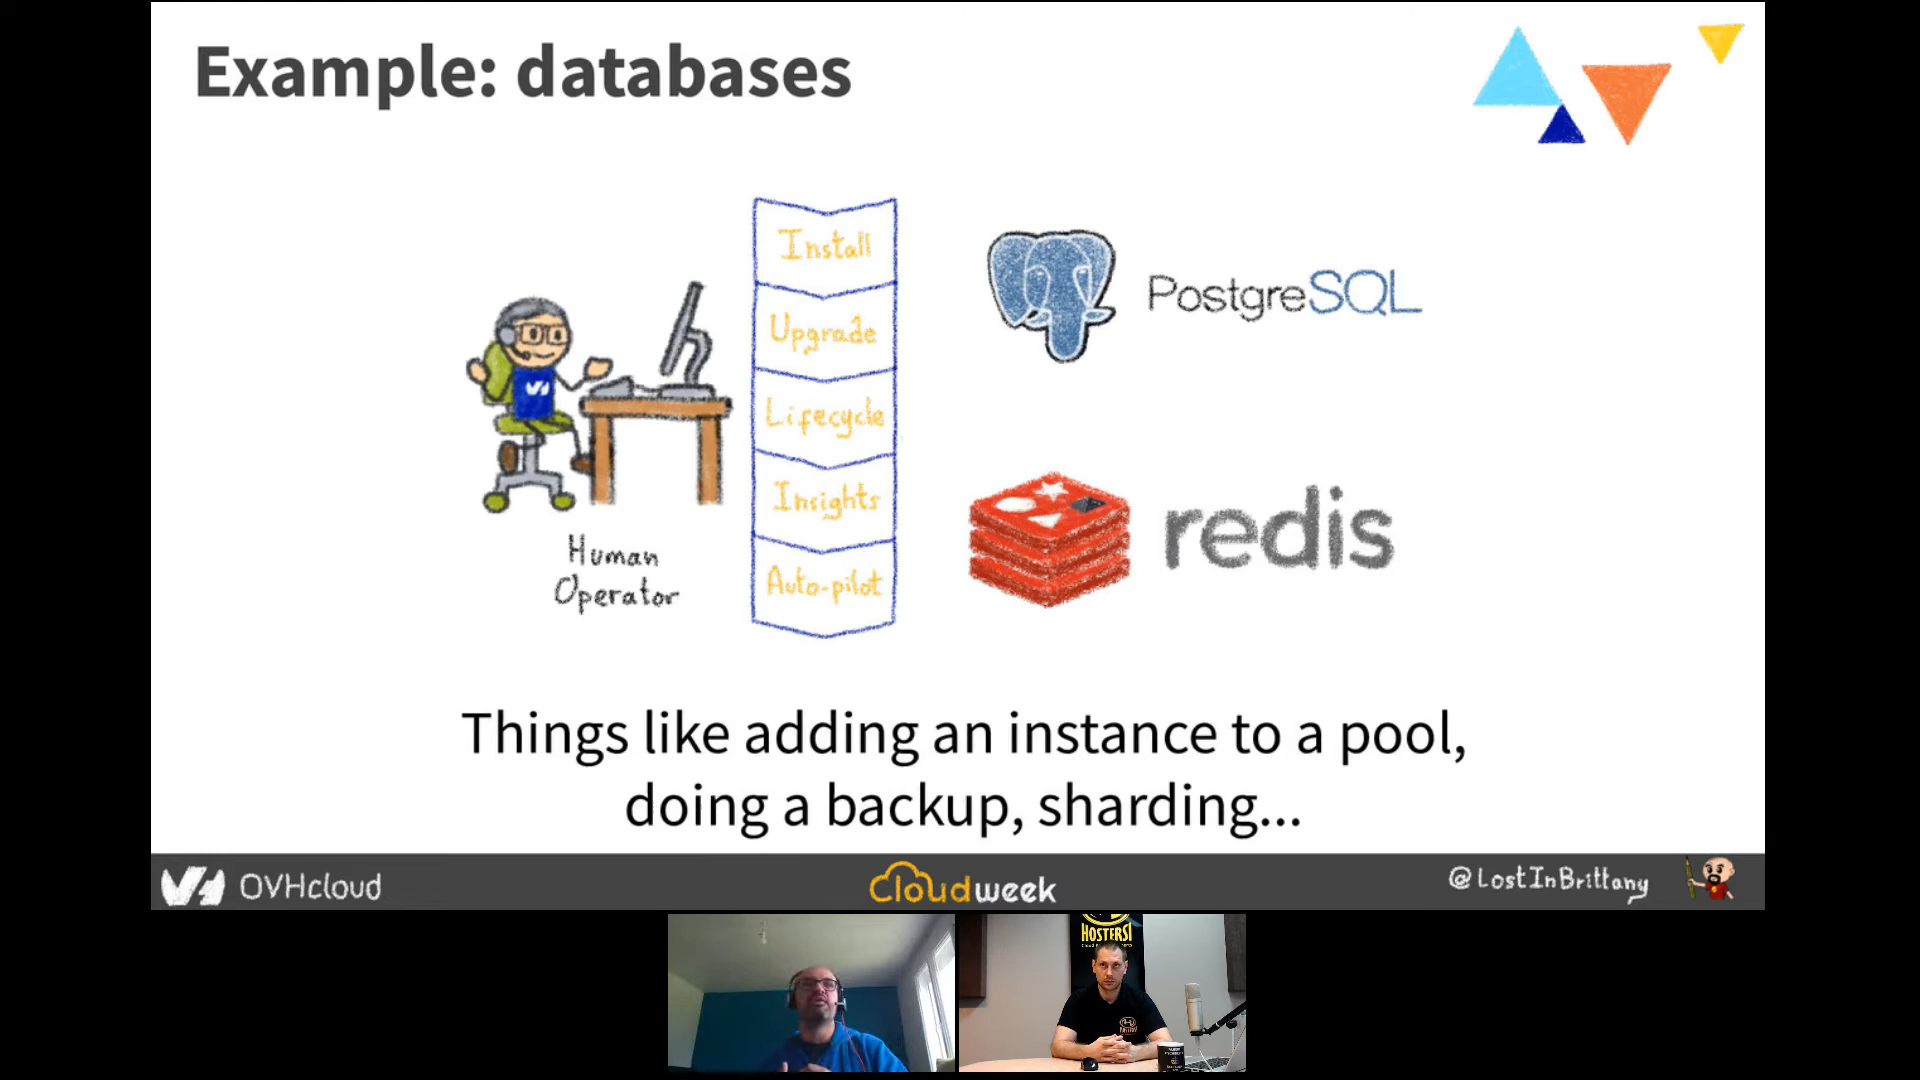 Example: databases
Install
Upgrade
Lifecycle
Insights
Auto-pilot
Human
Operator
PostgreSQL
redis
Things like adding an instance to a pool,
doing a backup, sharding...
OVHcloud
Cloudweek
@LostInBrittany
HOSTERSI